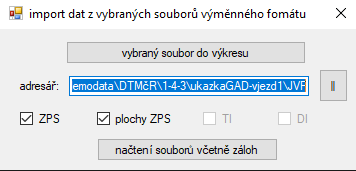 import dat z vybraných souborů výměnného fomátu
vybraný soubor do výkresu
adresář: emodata\DTMčR\1-4-3\ukazkaGAD-vjezd1\JVF
ZPS plochy ZPS TI DI
načtení souborů včetně záloh